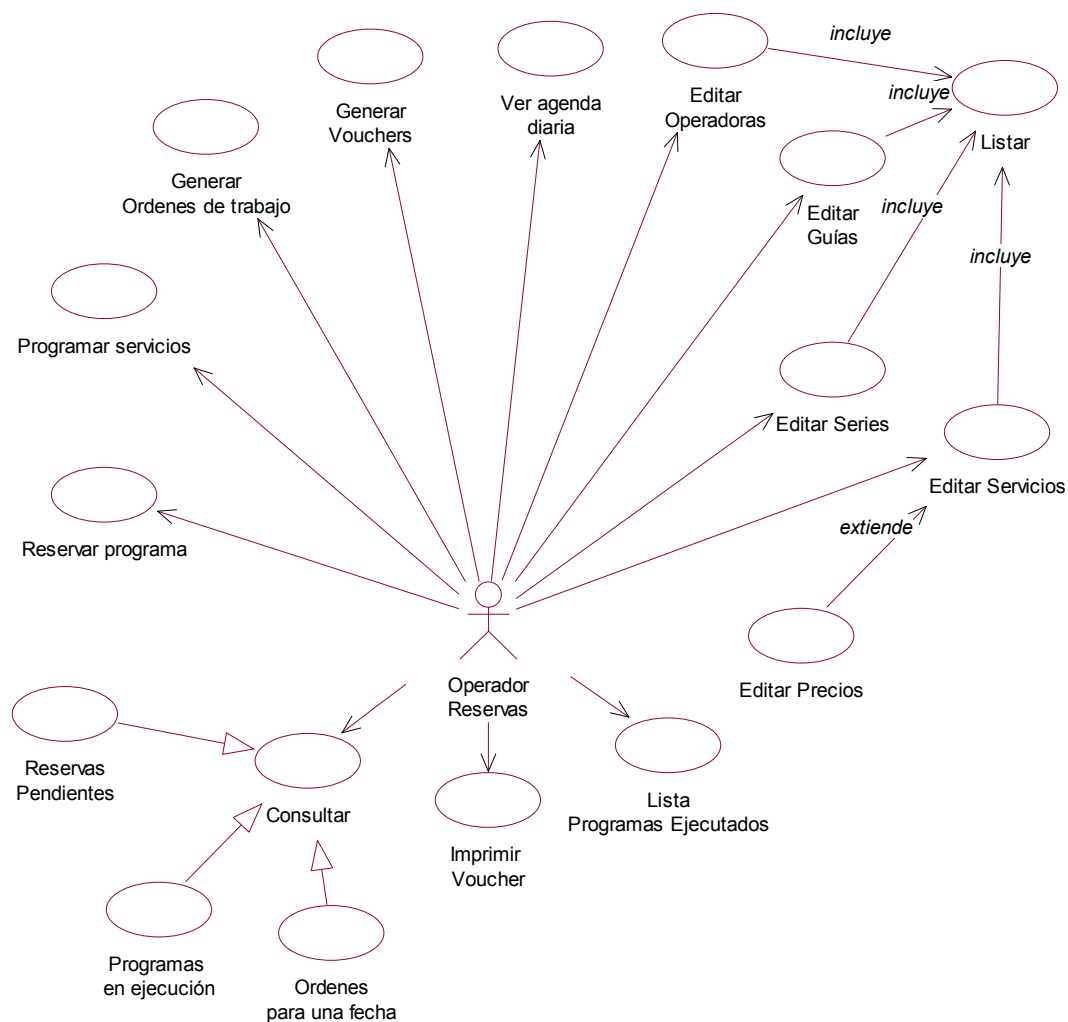 incluye
Generar
Vouchers
Ver agenda
diaria
Editar
Operadoras
incluye
Listar
Generar
Ordenes de trabajo
Editar
Guías
incluye
incluye
Programar servicios
Editar Series
Editar Servicios
extiende
Reservar programa
Editar Precios
Operador
Reservas
Reservas
Pendientes
Consultar
Lista
Programas Ejecutados
Imprimir
Voucher
Programas
en ejecución
Ordenes
para una fecha